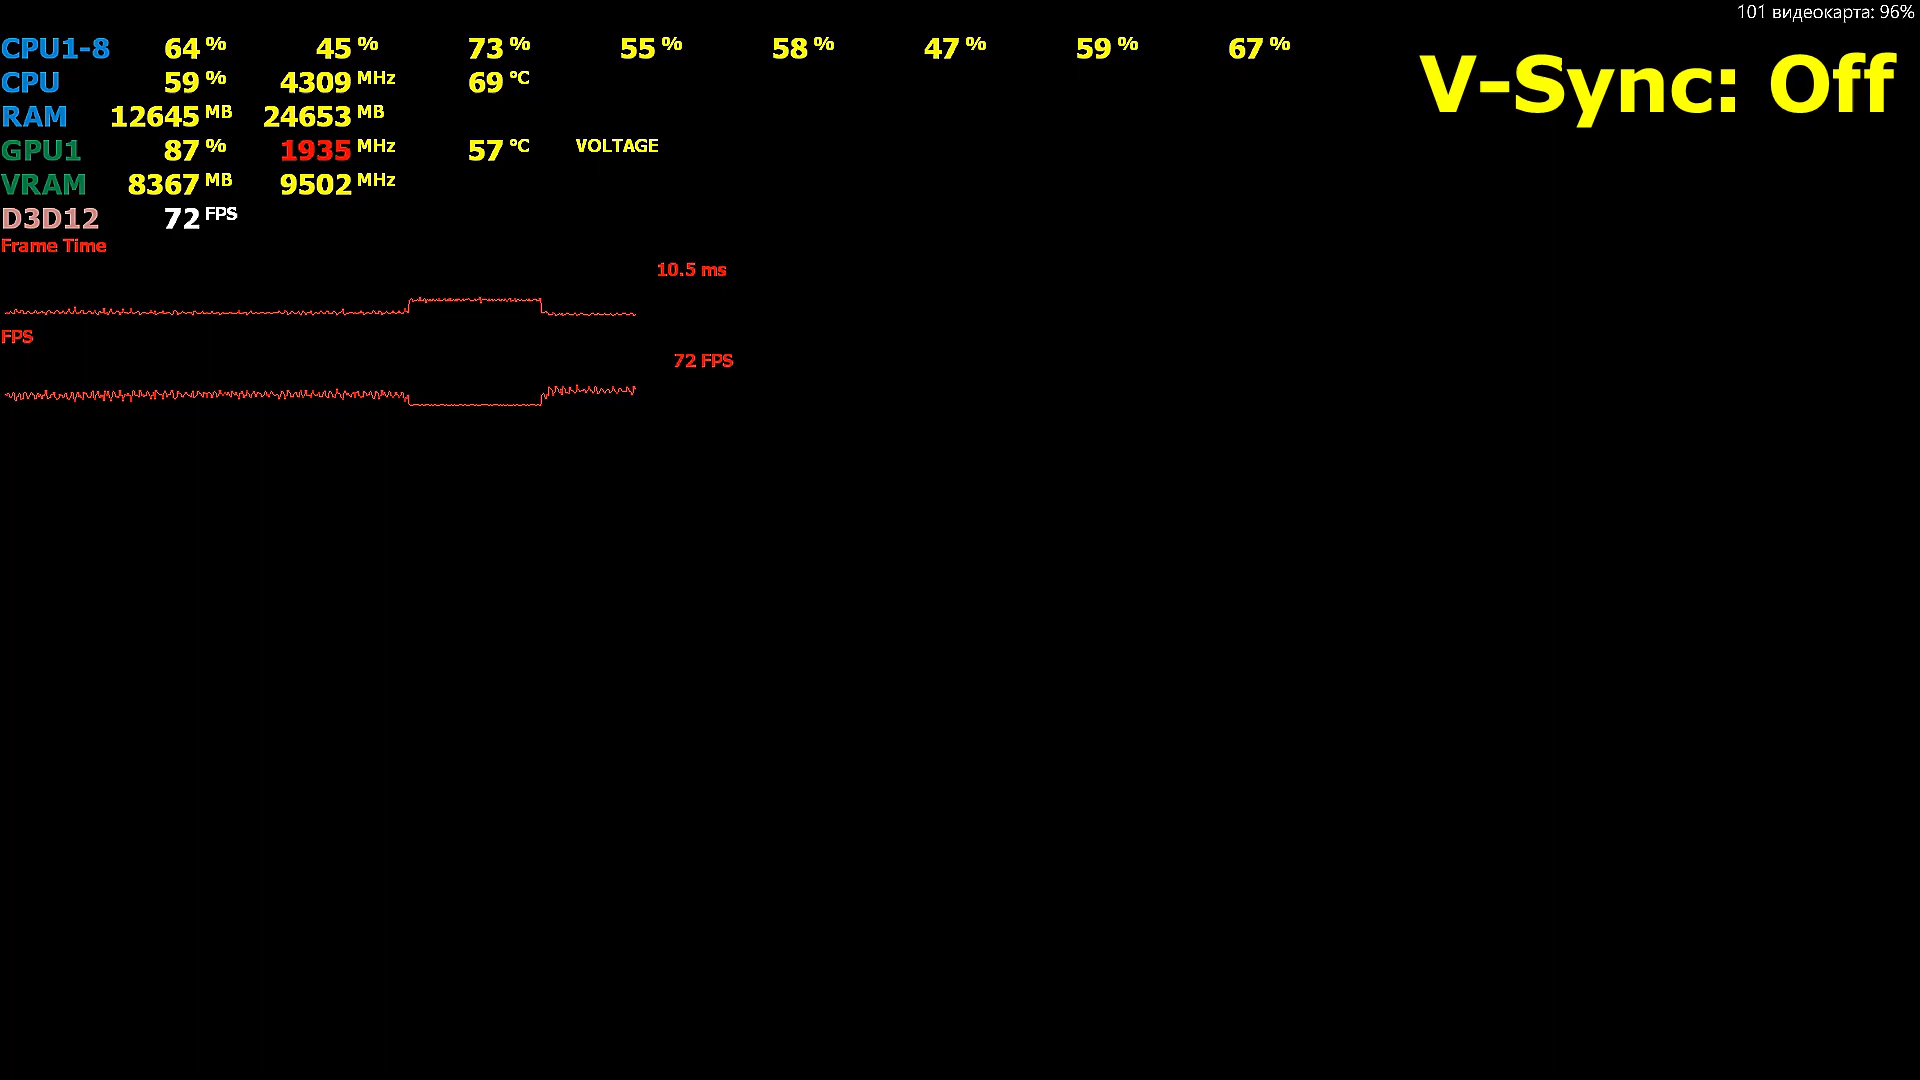 101 видеокарта: 96%
CPU1-8 64 % 45 % 73 % 55 % 58 % 47 % 59 % 67 %
V-Sync: Off
CPU 59 % 4309 MHz 69 °C
RAM 12645 MB 24653 MB
GPU1 87 % 1935 MHz 57 °C VOLTAGE
VRAM 8367 MB 9502 MHz
D3D12 72 FPS
Frame Time
10.5 ms
FPS
72 FPS